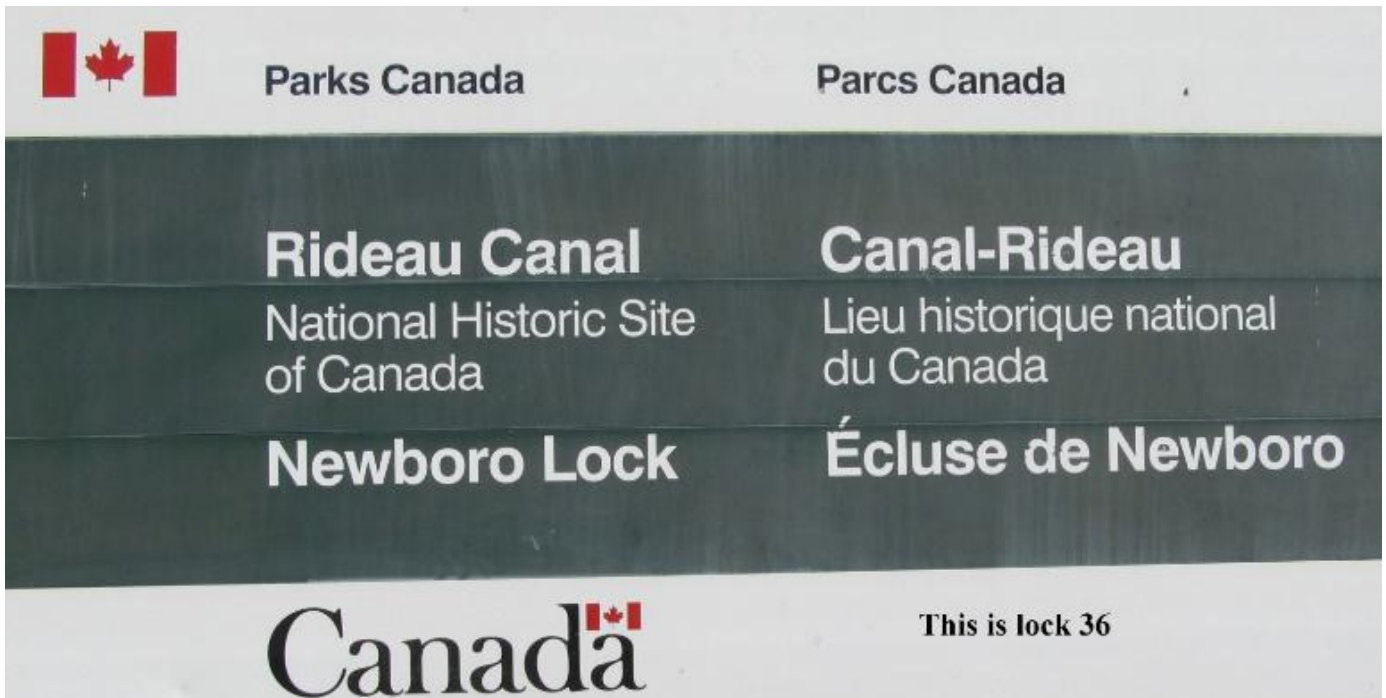 Parks Canada
Parcs Canada
Rideau Canal
National Historic Site
of Canada
Newboro Lock
Canal-Rideau
Lieu historique national
du Canada
Écluse de Newboro
Canada
This is lock 36